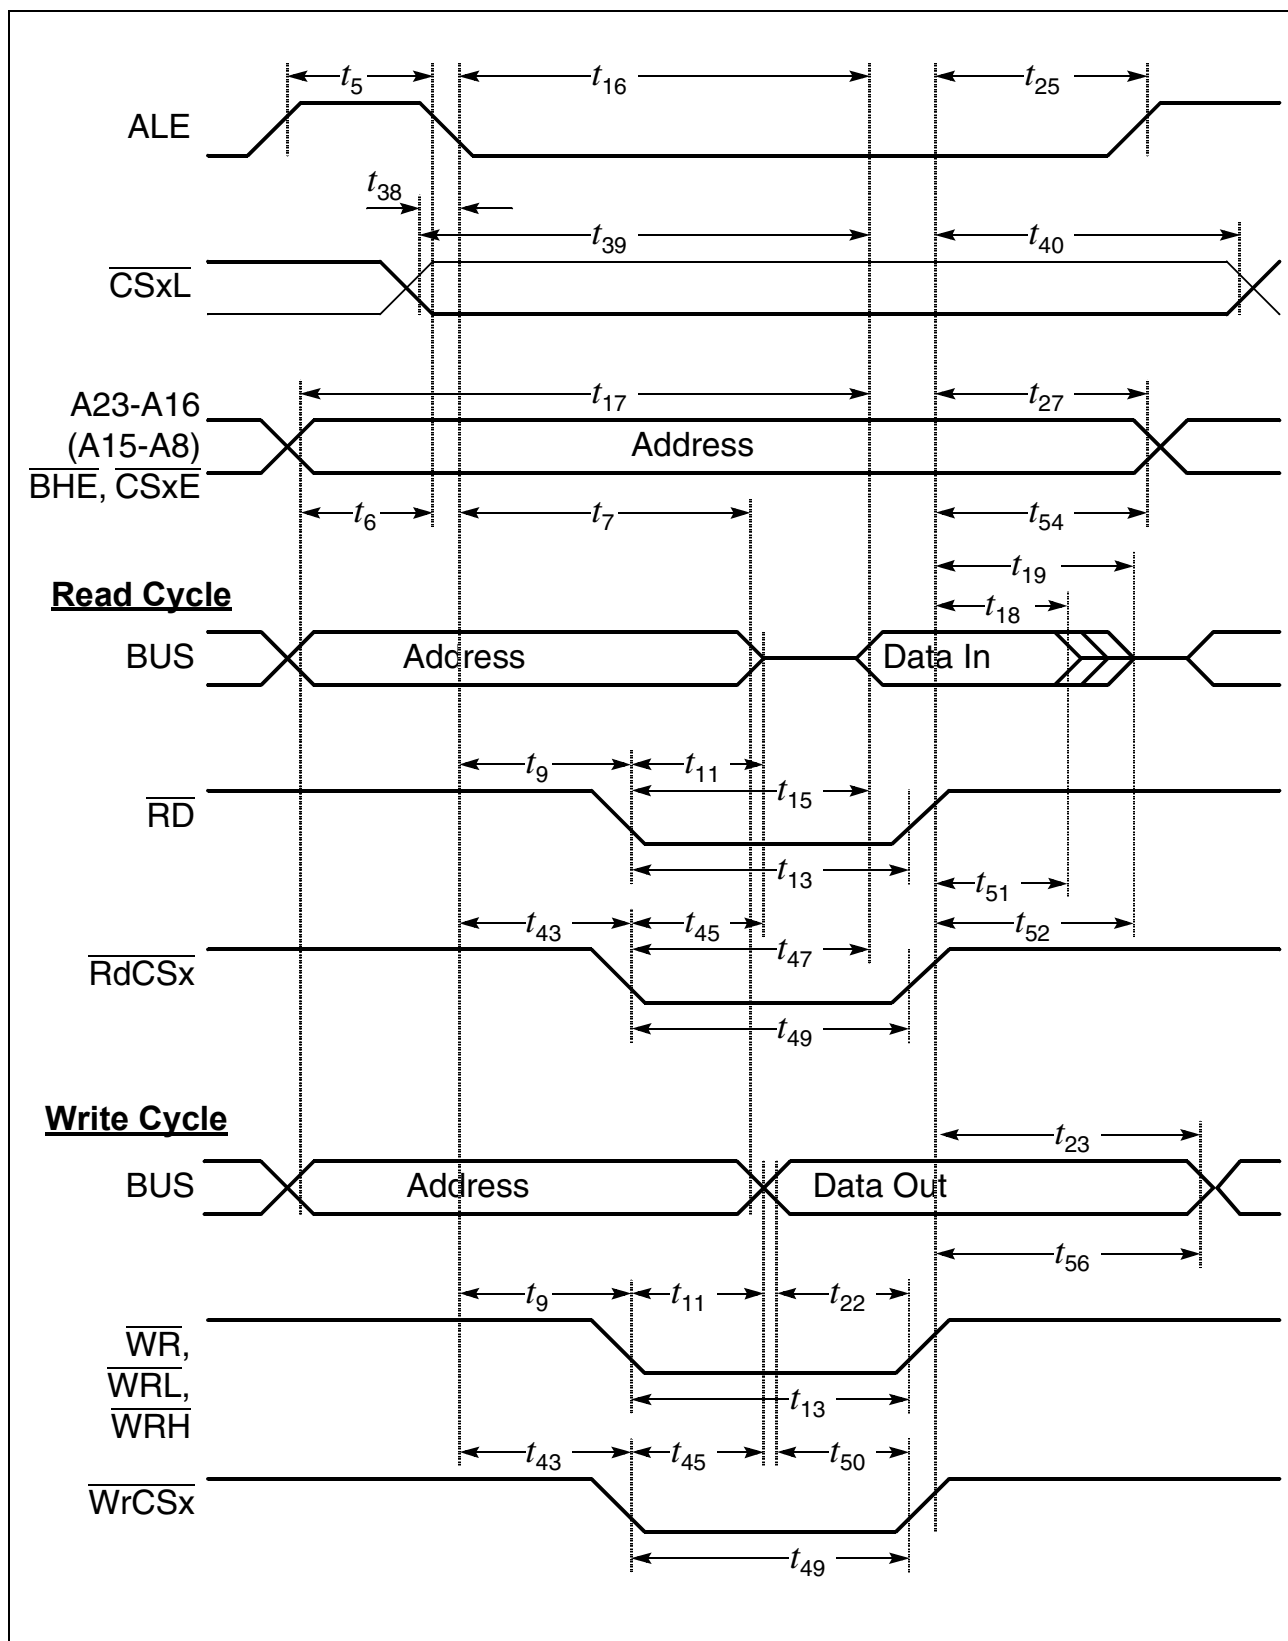 t5 t16 t25
ALE
t38
t39 t40
CSxL
t17 t27
A23-A16
(A15-A8) Address
BHE, CSxE
t6 t7 t54
t19
Read Cycle
t18
BUS Address Data In
t9 t11
t15
RD
t13
t51
t43 t45 t52
t47
RdCSx
t49
Write Cycle
t23
BUS Address Data Out
t56
t9 t11 t22
WR,
WRL,
t13
WRH
t43 t45 t50
WrCSx
t49